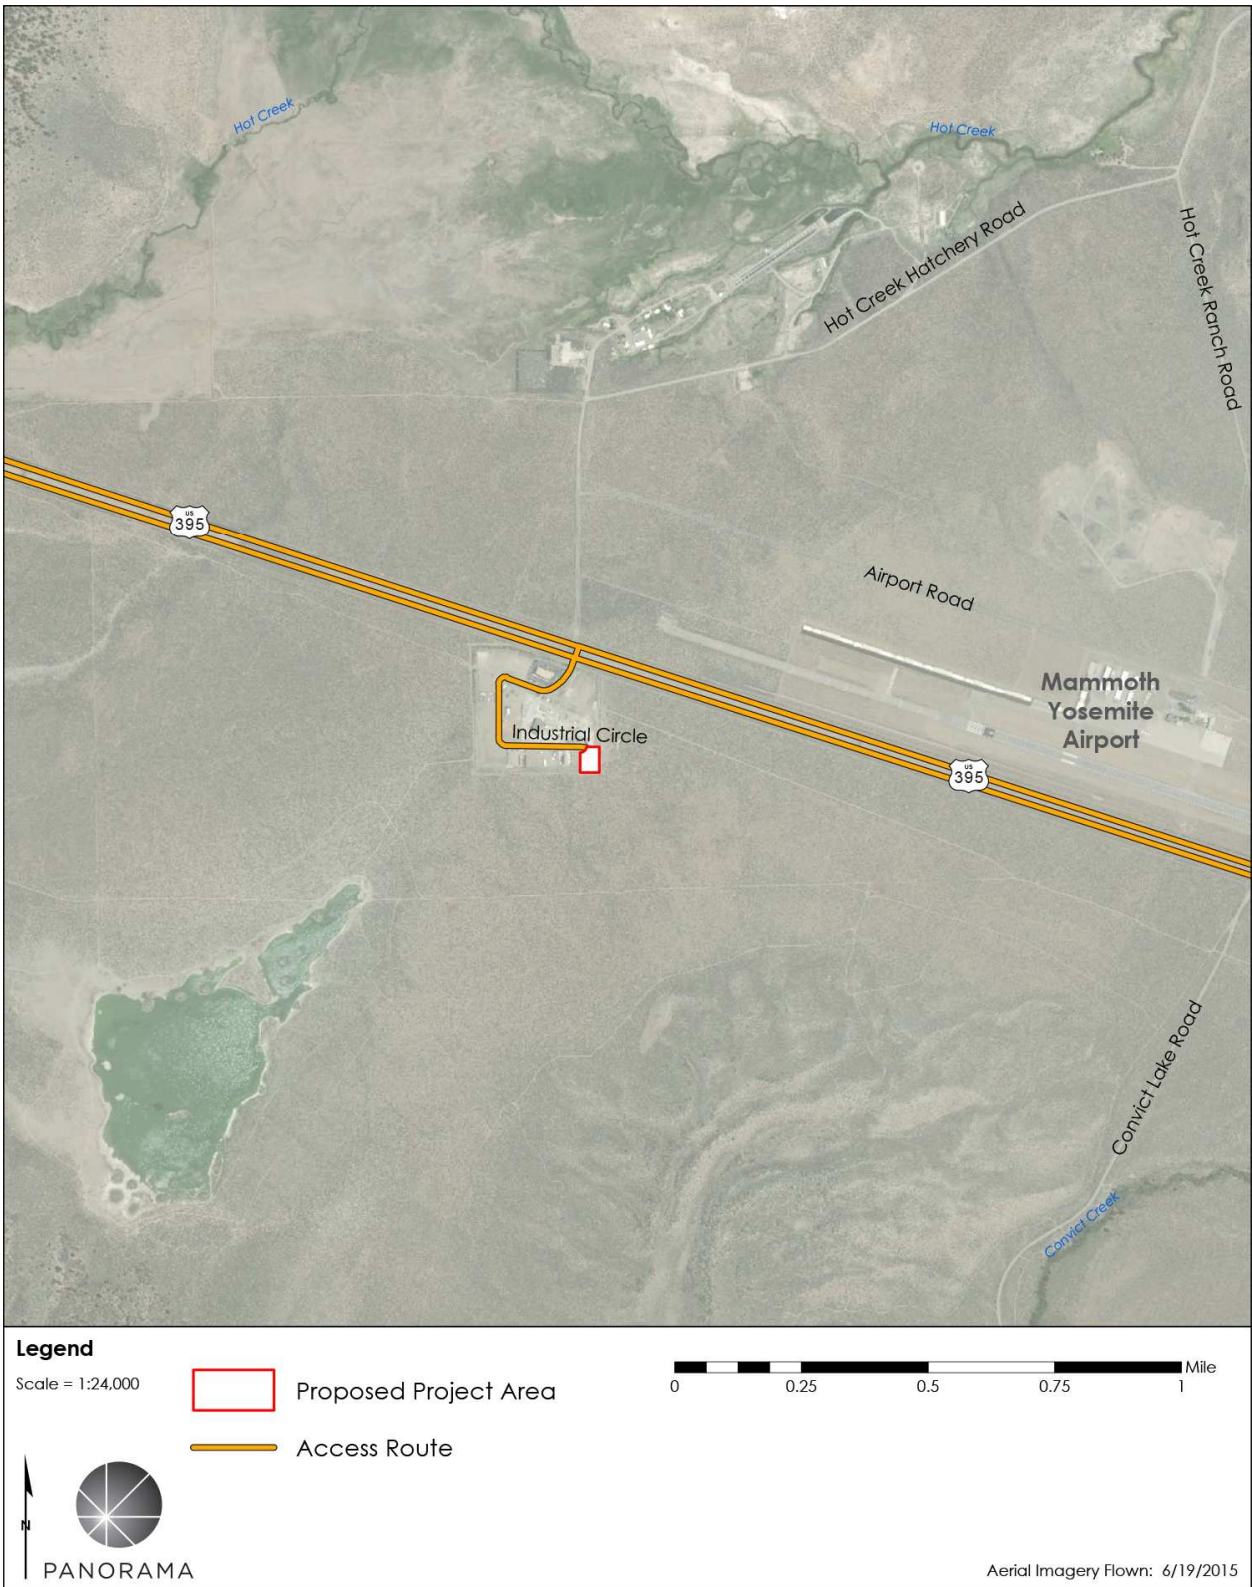 Hot Creek
Hot Creek
Hot Creek Hatchery Road
Hot Creek Ranch Road
US
395
Airport Road
Mammoth
Yosemite
Airport
Industrial Circle
US
395
Convict Lake Road
Convict Creek
Legend
Scale = 1:24,000
Proposed Project Area
Access Route
0
0.25
0.5
0.75
1
Mile
N
PANORAMA
Aerial Imagery Flown: 6/19/2015